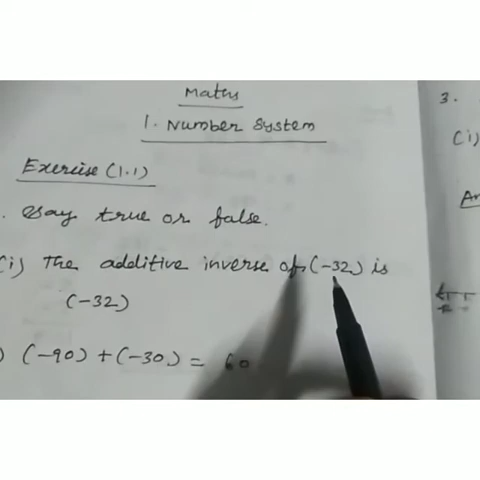 Maths
1. Number System
Exercise (1.1)
. Say true or false.
(i) The additive inverse of (-32) is
(-32)
) (-90) + (-30) = 60
3.
(i)